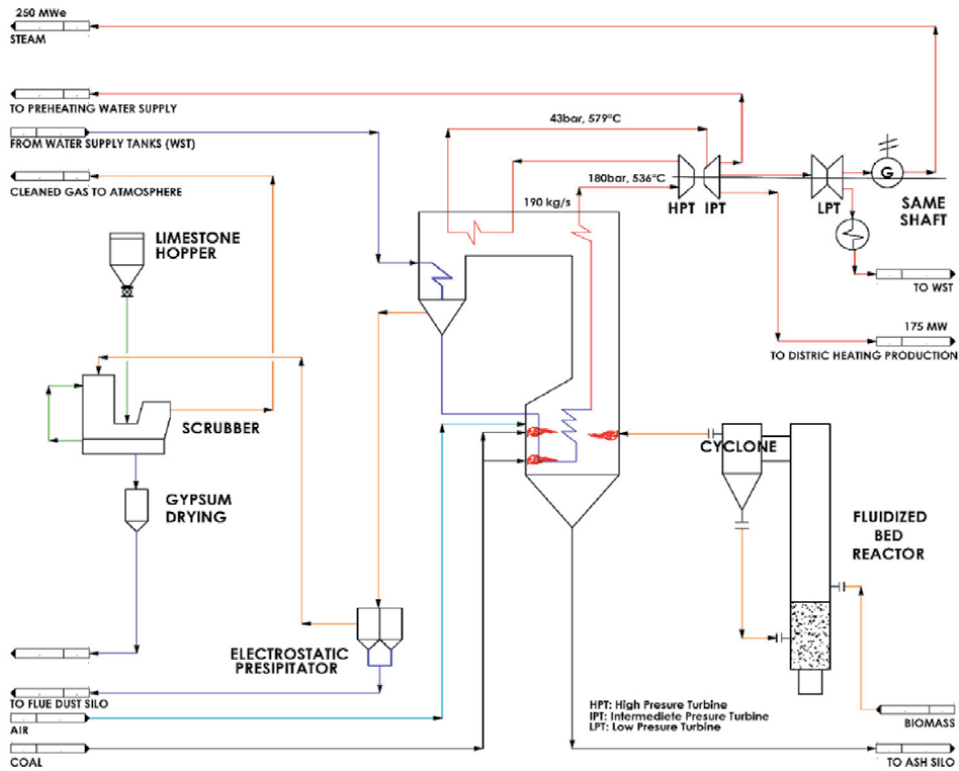 250 MWe
STEAM
TO PREHEATING WATER SUPPLY
FROM WATER SUPPLY TANKS (WST)
CLEANED GAS TO ATMOSPHERE
LIMESTONE
HOPPER
43bar, 579°C
180bar, 536°C
190 kg/s
HPT IPT
LPT
G
SAME
SHAFT
TO WST
175 MW
TO DISTRIC HEATING PRODUCTION
SCRUBBER
GYPSUM
DRYING
CYCLONE
FLUIDIZED
BED
REACTOR
ELECTROSTATIC
PRESIPITATOR
TO FLUE DUST SILO
AIR
COAL
HPT: High Presure Turbine
IPT: Intermediete Presure Turbine
LPT: Low Presure Turbine
BIOMASS
TO ASH SILO